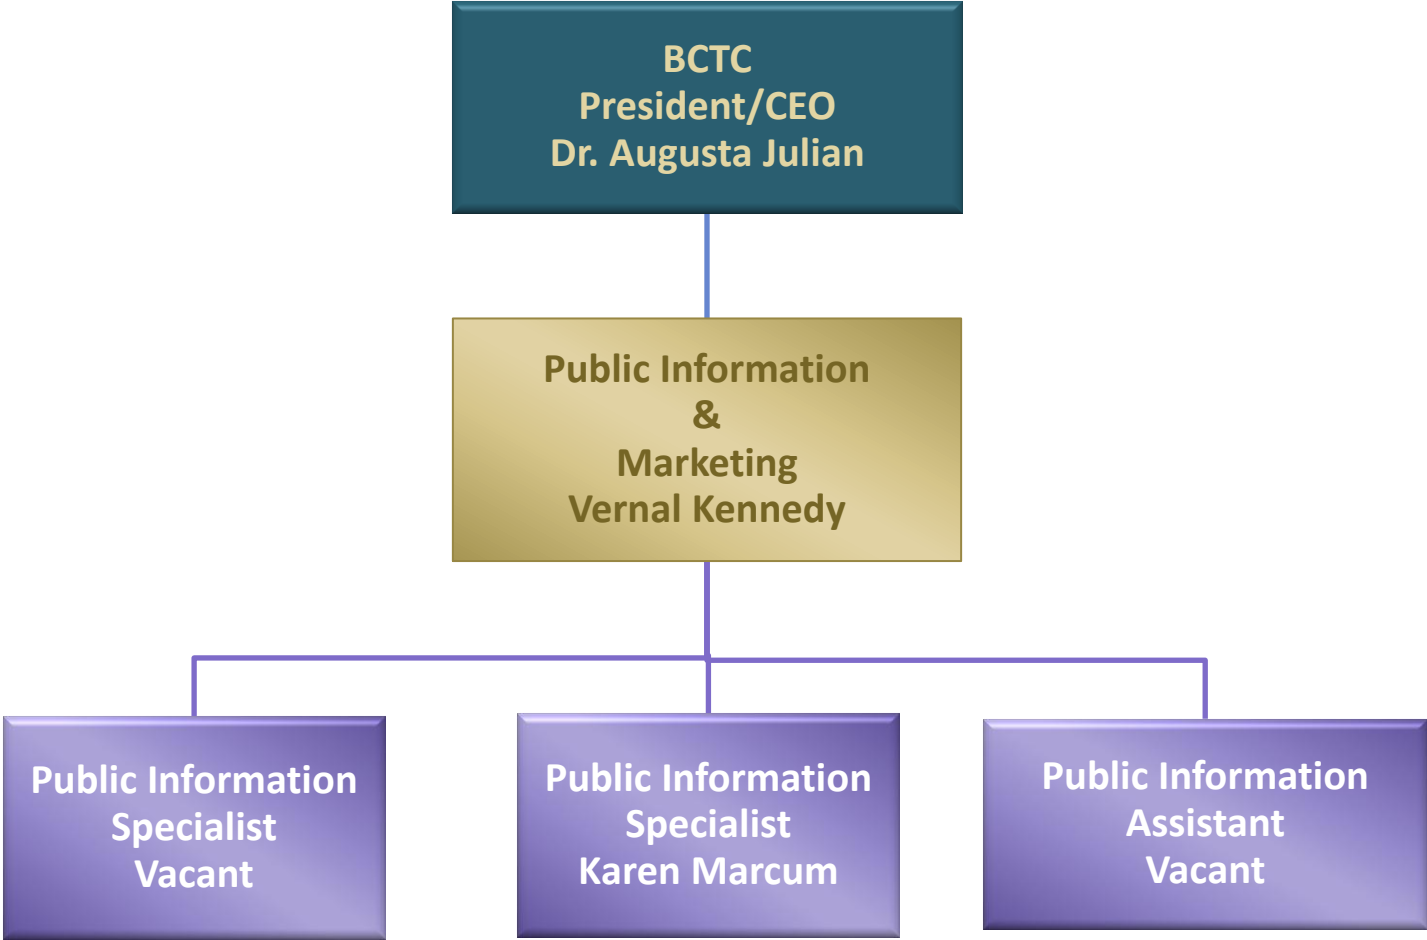 BCTC
President/CEO
Dr. Augusta Julian
Public Information
&
Marketing
Vernal Kennedy
Public Information
Specialist
Vacant
Public Information
Specialist
Karen Marcum
Public Information
Assistant
Vacant